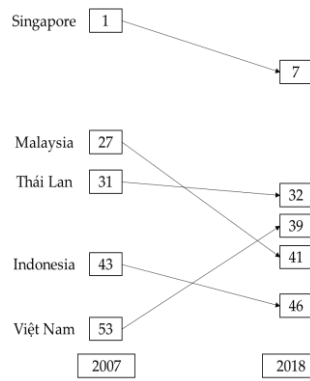 Singapore 1
7
Malaysia 27
Thái Lan 31
32
39
41
Indonesia 43
46
Việt Nam 53
2007 2018